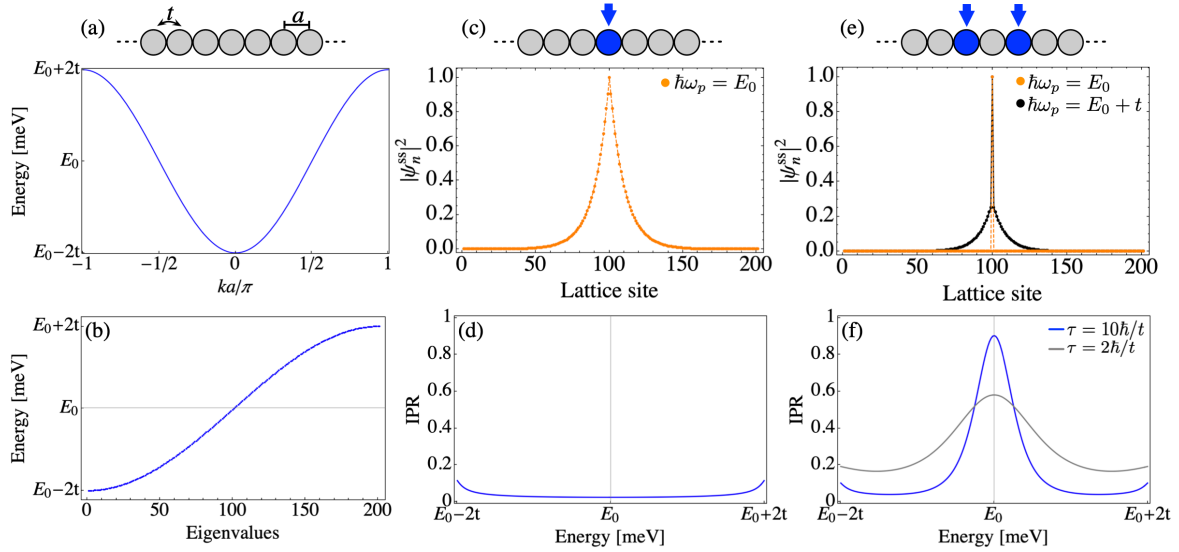 (a) t a
E₀+2t
E₀
E₀−2t
Energy [meV]
−1 −1/2 0 1/2 1
ka/π
(b)
E₀+2t
E₀
E₀−2t
Energy [meV]
0 50 100 150 200
Eigenvalues
(c)
ħωₚ = E₀
1.0
0.8
0.6
0.4
0.2
0.0
|ψₙˢˢ|²
0 50 100 150 200
Lattice site
(d)
1
0.8
0.6
0.4
0.2
0
IPR
E₀−2t E₀ E₀+2t
Energy [meV]
(e)
ħωₚ = E₀
ħωₚ = E₀ + t
1.0
0.8
0.6
0.4
0.2
0.0
|ψₙˢˢ|²
0 50 100 150 200
Lattice site
(f)
τ = 10ħ/t
τ = 2ħ/t
1
0.8
0.6
0.4
0.2
0
IPR
E₀−2t E₀ E₀+2t
Energy [meV]